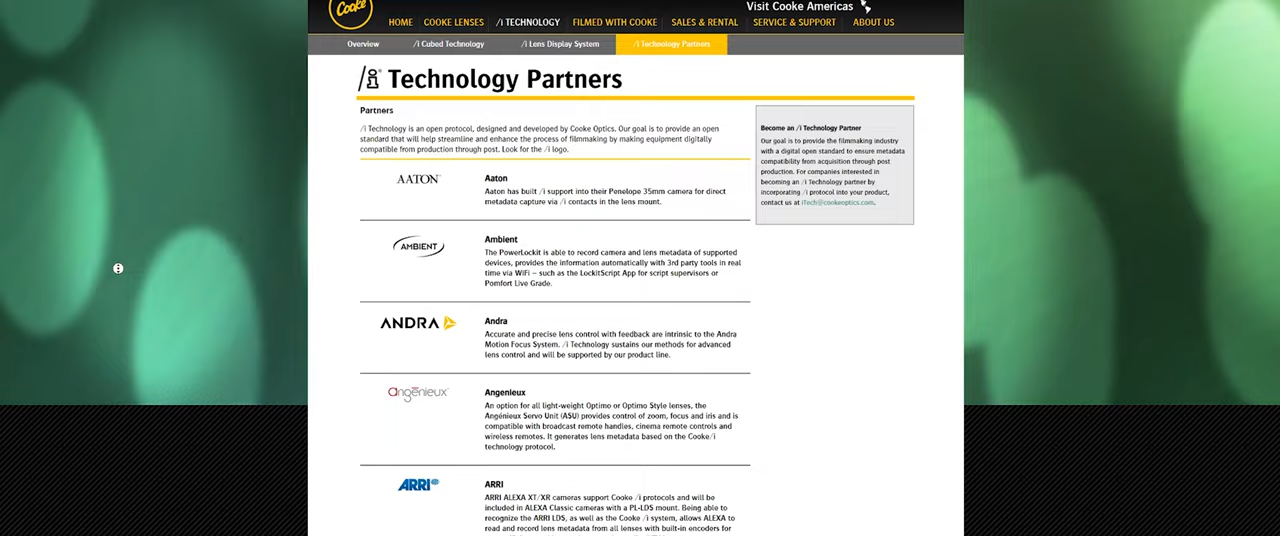 Cooke
Visit Cooke Americas
HOME COOKE LENSES /i TECHNOLOGY FILMED WITH COOKE SALES & RENTAL SERVICE & SUPPORT ABOUT US
Overview /i Cubed Technology /i Lens Display System /i Technology Partners
/i® Technology Partners
Partners
/i Technology is an open protocol, designed and developed by Cooke Optics. Our goal is to provide an open
standard that will help streamline and enhance the process of filmmaking by making equipment digitally
compatible from production through post. Look for the /i logo.
Become an /i Technology Partner
Our goal is to provide the filmmaking industry
with a digital open standard to ensure metadata
compatibility from acquisition through post
production. For companies interested in
becoming an /i Technology partner by
incorporating /i protocol into your product,
contact us at iTech@cookeoptics.com.
AATON
Aaton
Aaton has built /i support into their Penelope 35mm camera for direct
metadata capture via /i contacts in the lens mount.
AMBIENT
Ambient
The PowerLockit is able to record camera and lens metadata of supported
devices, provides the information automatically with 3rd party tools in real
time via WiFi – such as the LockitScript App for script supervisors or
Pomfort Live Grade.
ANDRA
Andra
Accurate and precise lens control with feedback are intrinsic to the Andra
Motion Focus System. /i Technology sustains our methods for advanced
lens control and will be supported by our product line.
angénieux
Angenieux
An option for all light-weight Optimo or Optimo Style lenses, the
Angénieux Servo Unit (ASU) provides control of zoom, focus and iris and is
compatible with broadcast remote handles, cinema remote controls and
wireless remotes. It generates lens metadata based on the Cooke/i
technology protocol.
ARRI
ARRI
ARRI ALEXA XT/XR cameras support Cooke /i protocols and will be
included in ALEXA Classic cameras with a PL-LDS mount. Being able to
recognize the ARRI LDS, as well as the Cooke /i system, allows ALEXA to
read and record lens metadata from all lenses with built-in encoders for